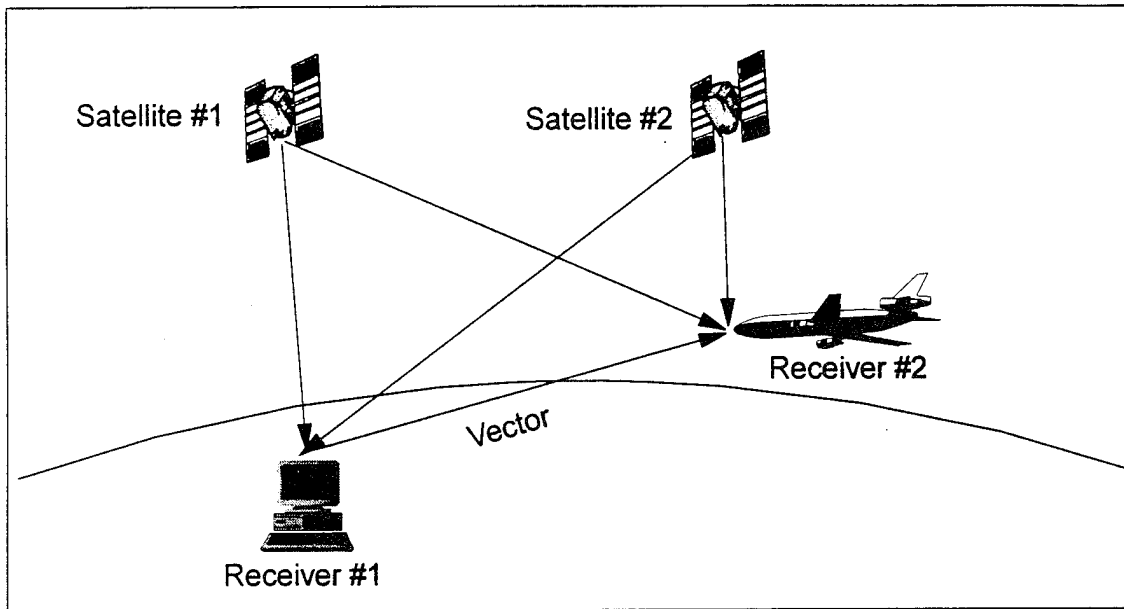 Satellite #1
Satellite #2
Receiver #2
Vector
Receiver #1